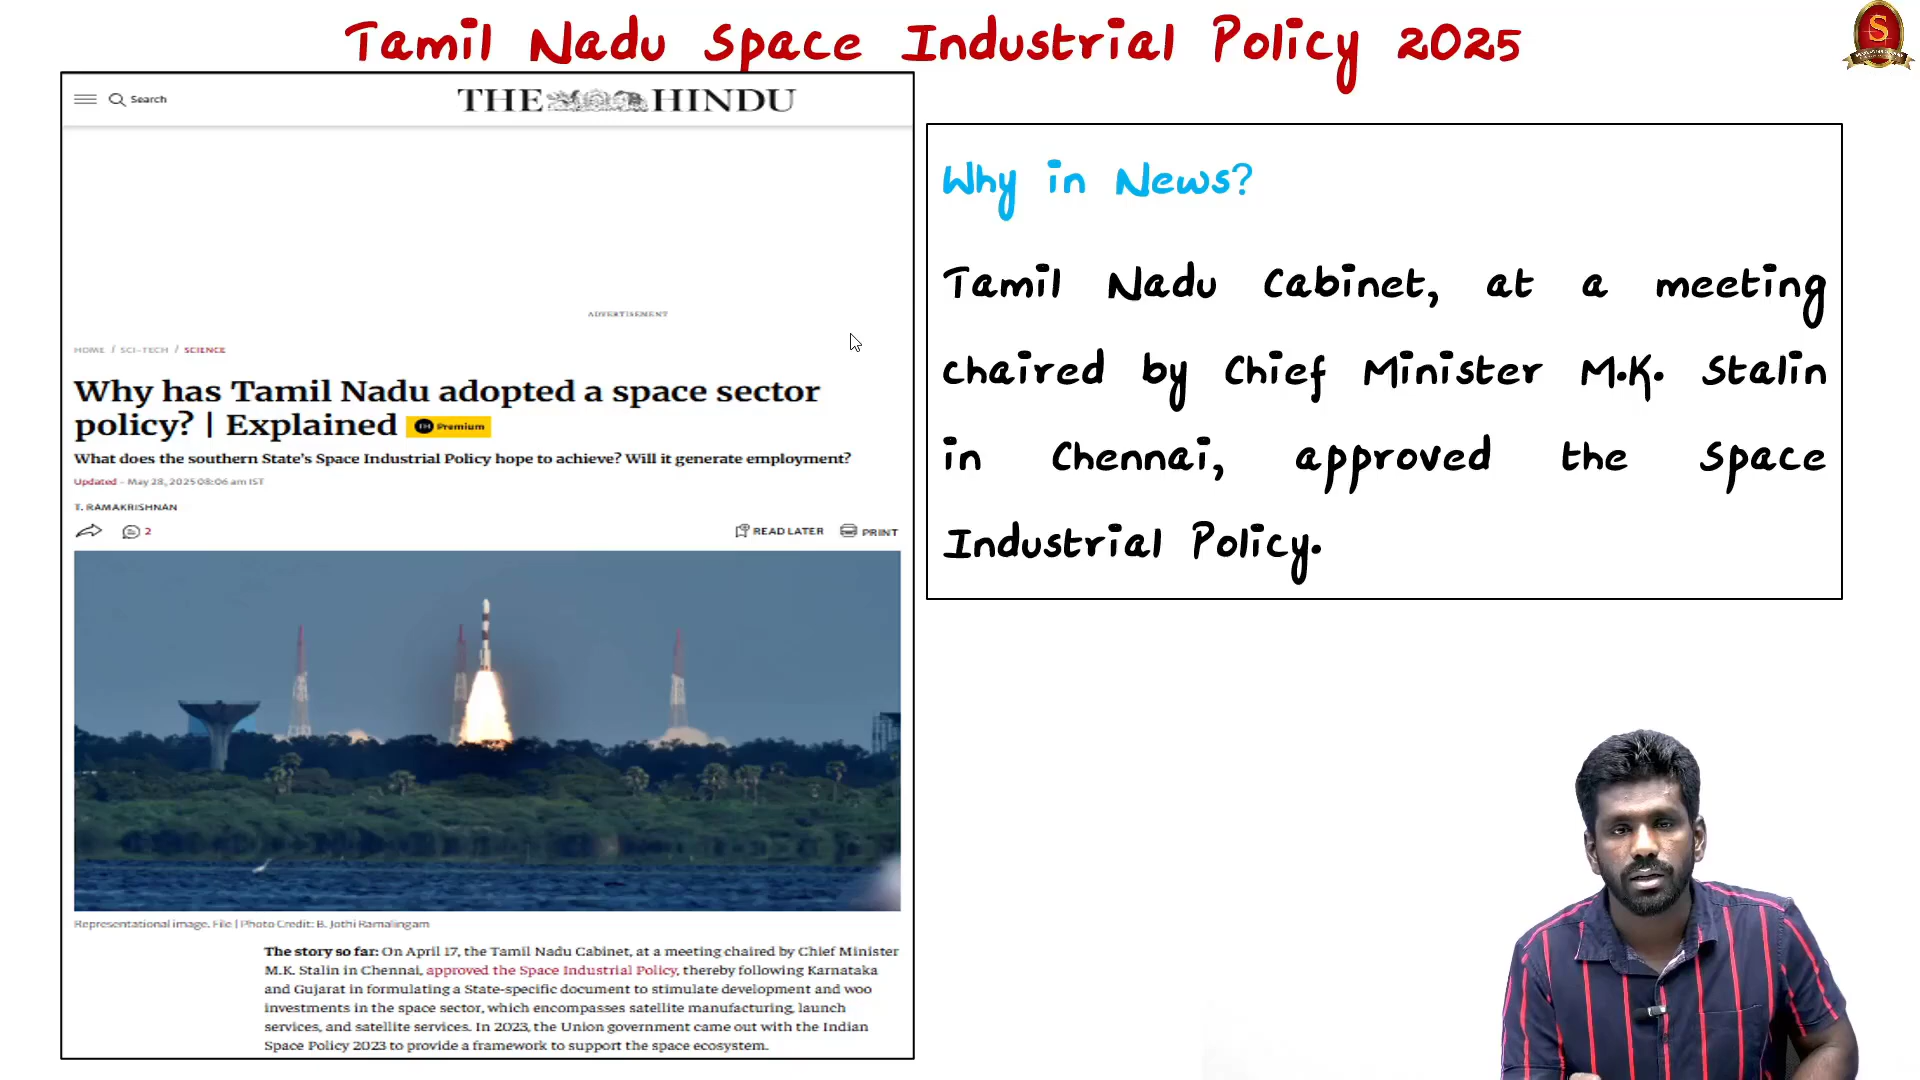 Tamil Nadu Space Industrial Policy 2025
S
Search
THE HINDU
ADVERTISEMENT
HOME / SCI-TECH / SCIENCE
Why has Tamil Nadu adopted a space sector
policy? | Explained TH Premium
What does the southern State's Space Industrial Policy hope to achieve? Will it generate employment?
Updated - May 28, 2025 08:06 am IST
T. RAMAKRISHNAN
2
READ LATER PRINT
Representational image. File | Photo Credit: B. Jothi Ramalingam
The story so far: On April 17, the Tamil Nadu Cabinet, at a meeting chaired by Chief Minister
M.K. Stalin in Chennai, approved the Space Industrial Policy, thereby following Karnataka
and Gujarat in formulating a State-specific document to stimulate development and woo
investments in the space sector, which encompasses satellite manufacturing, launch
services, and satellite services. In 2023, the Union government came out with the Indian
Space Policy 2023 to provide a framework to support the space ecosystem.
Why in News?
Tamil Nadu Cabinet, at a meeting
chaired by Chief Minister M.K. Stalin
in Chennai, approved the Space
Industrial Policy.